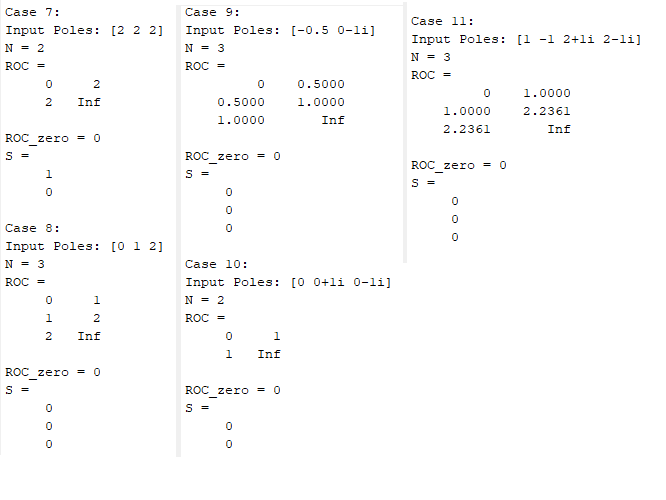 Case 7:
Input Poles: [2 2 2]
N = 2
ROC =
0 2
2 Inf
ROC_zero = 0
S =
1
0
Case 8:
Input Poles: [0 1 2]
N = 3
ROC =
0 1
1 2
2 Inf
ROC_zero = 0
S =
0
0
0
Case 9:
Input Poles: [-0.5 0-1i]
N = 3
ROC =
0 0.5000
0.5000 1.0000
1.0000 Inf
ROC_zero = 0
S =
0
0
0
Case 10:
Input Poles: [0 0+1i 0-1i]
N = 2
ROC =
0 1
1 Inf
ROC_zero = 0
S =
0
0
Case 11:
Input Poles: [1 -1 2+1i 2-1i]
N = 3
ROC =
0 1.0000
1.0000 2.2361
2.2361 Inf
ROC_zero = 0
S =
0
0
0